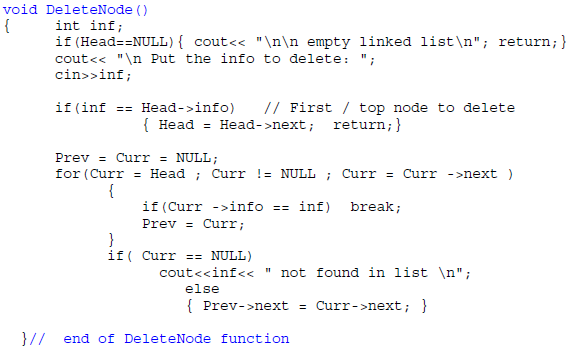 void DeleteNode()
{     int inf;
      if(Head==NULL){ cout<< "\n\n empty linked list\n"; return;}
      cout<< "\n Put the info to delete: ";
      cin>>inf;
      if(inf == Head->info)   // First / top node to delete
                { Head = Head->next;  return;}
      Prev = Curr = NULL;
      for(Curr = Head ; Curr != NULL ; Curr = Curr ->next )
            {
                if(Curr ->info == inf)  break;
                Prev = Curr;
            }
            if( Curr == NULL)
                  cout<<inf<< " not found in list \n";
                     else
                     { Prev->next = Curr->next; }
  }//  end of DeleteNode function